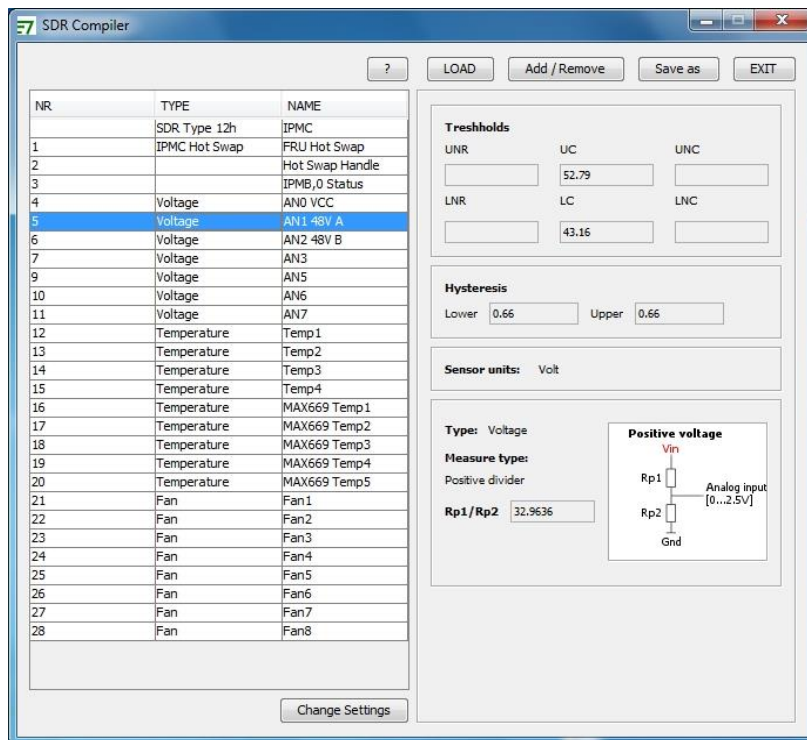 SDR Compiler
? LOAD Add / Remove Save as EXIT
NR TYPE NAME
SDR Type 12h IPMC
1 IPMC Hot Swap FRU Hot Swap
2 Hot Swap Handle
3 IPMB,0 Status
4 Voltage AN0 VCC
5 Voltage AN1 48V A
6 Voltage AN2 48V B
7 Voltage AN3
9 Voltage AN5
10 Voltage AN6
11 Voltage AN7
12 Temperature Temp1
13 Temperature Temp2
14 Temperature Temp3
15 Temperature Temp4
16 Temperature MAX669 Temp1
17 Temperature MAX669 Temp2
18 Temperature MAX669 Temp3
19 Temperature MAX669 Temp4
20 Temperature MAX669 Temp5
21 Fan Fan1
22 Fan Fan2
23 Fan Fan3
24 Fan Fan4
25 Fan Fan5
26 Fan Fan6
27 Fan Fan7
28 Fan Fan8
Change Settings
Treshholds
UNR UC UNC
52.79
LNR LC LNC
43.16
Hysteresis
Lower 0.66 Upper 0.66
Sensor units: Volt
Type: Voltage
Measure type:
Positive divider
Rp1/Rp2 32.9636
Positive voltage
Vin
Rp1
Analog input
[0...2.5V]
Rp2
Gnd